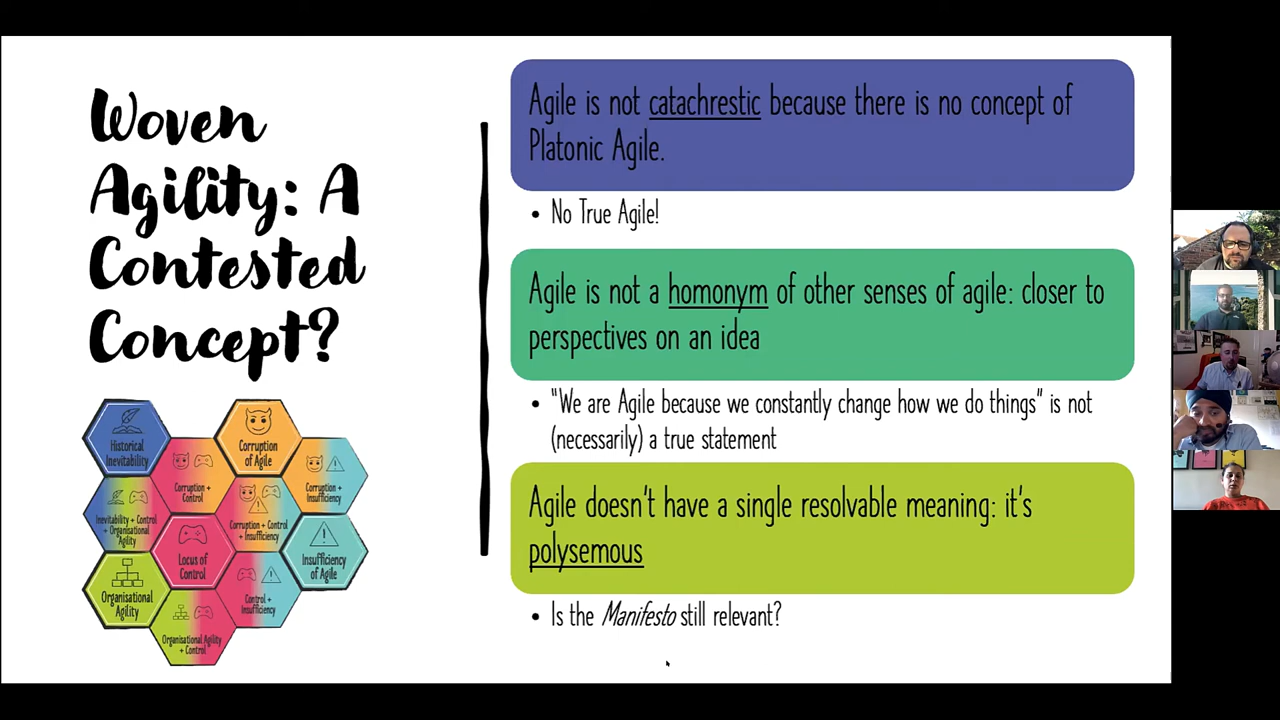 Woven
Agility: A
Contested
Concept?
Agile is not catachrestic because there is no concept of
Platonic Agile.
• No True Agile!
Agile is not a homonym of other senses of agile: closer to
perspectives on an idea
• "We are Agile because we constantly change how we do things" is not
(necessarily) a true statement
Agile doesn't have a single resolvable meaning: it's
polysemous
• Is the Manifesto still relevant?
Historical
Inevitability
Corruption
of Agile
Corruption +
Control
Corruption +
Insufficiency
Inevitability + Control
+ Organisational
Agility
Corruption + Control
+ Insufficiency
Locus of
Control
Insufficiency
of Agile
Organisational
Agility
Control +
Insufficiency
Organisational Agility
+ Control